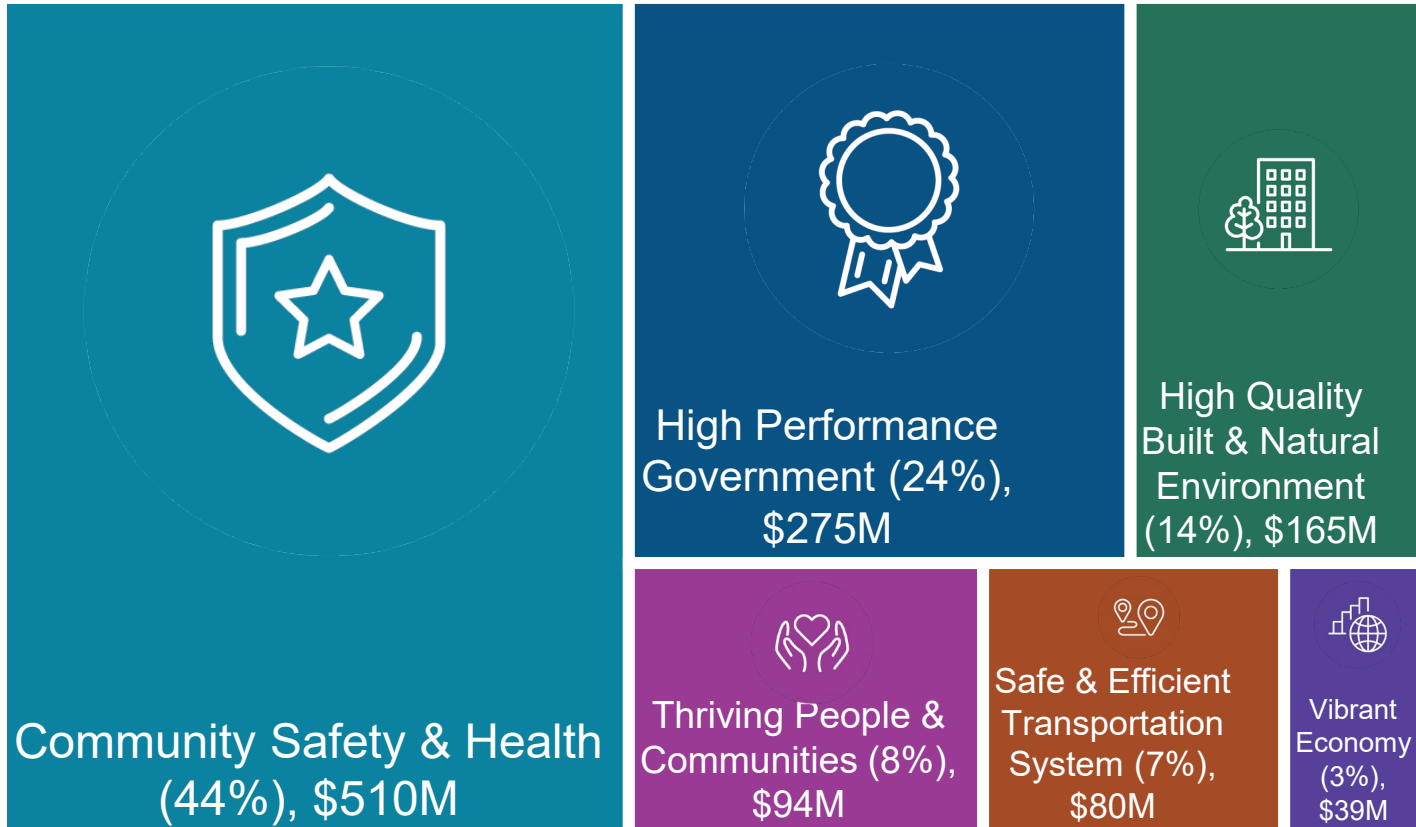 Community Safety & Health
(44%), $510M
High Performance
Government (24%),
$275M
High Quality
Built & Natural
Environment
(14%), $165M
Thriving People &
Communities (8%),
$94M
Safe & Efficient
Transportation
System (7%),
$80M
Vibrant
Economy
(3%),
$39M